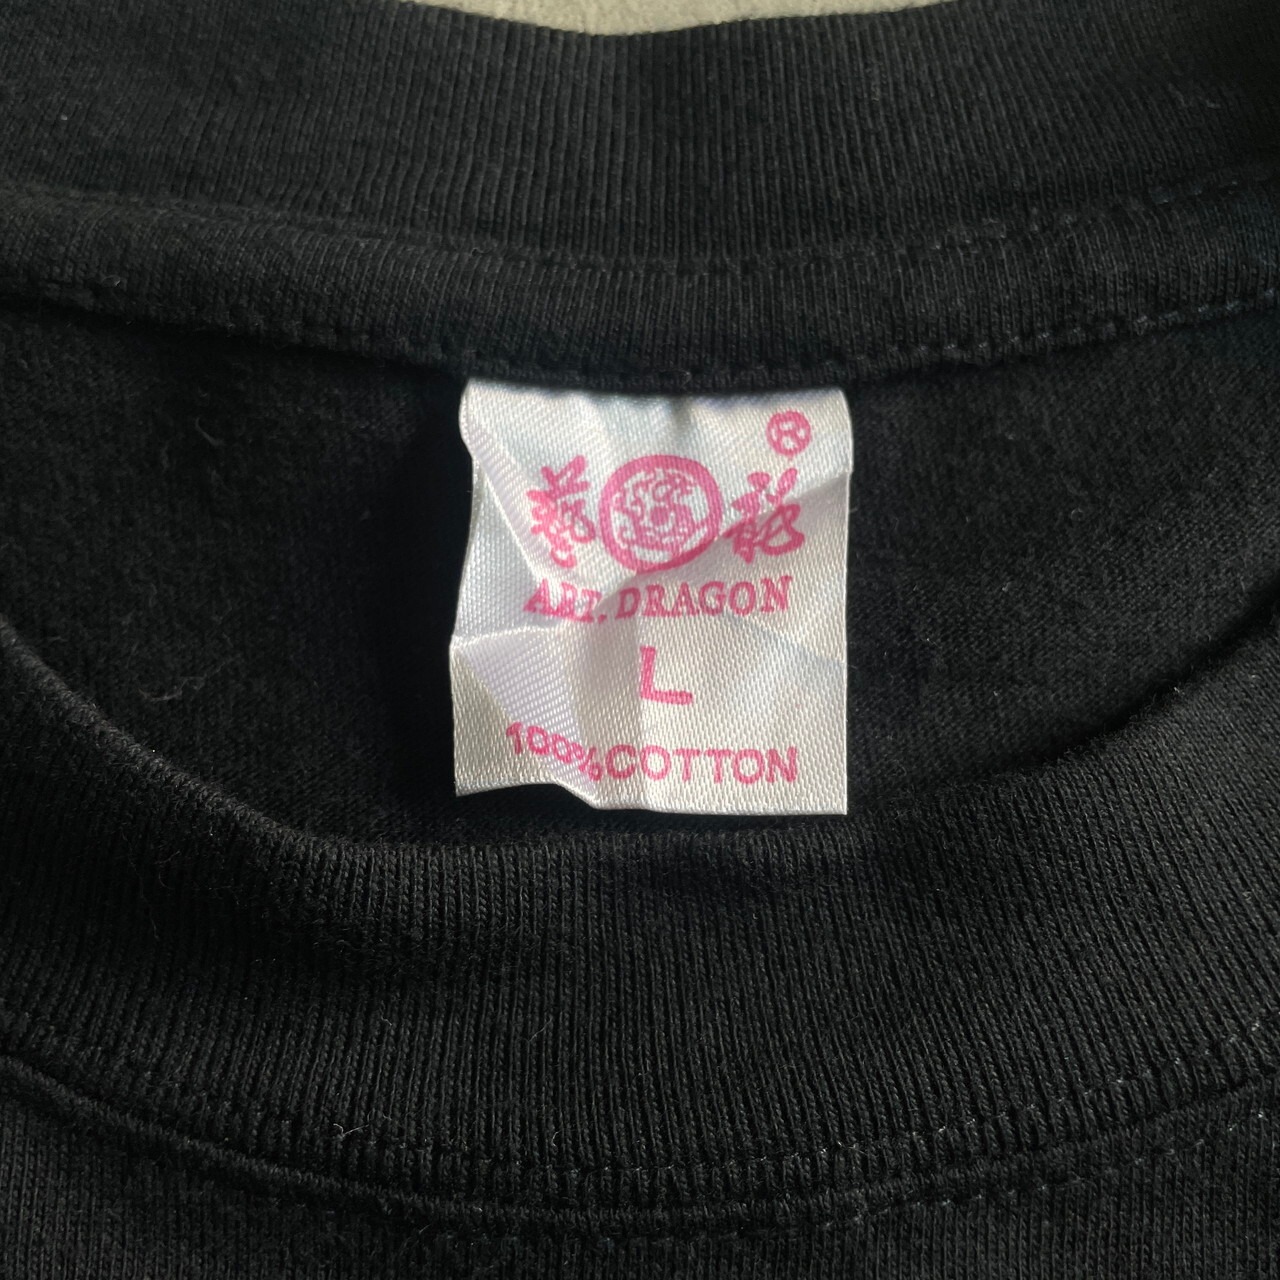 ®
藝 龍
ART. DRAGON
L
100%COTTON